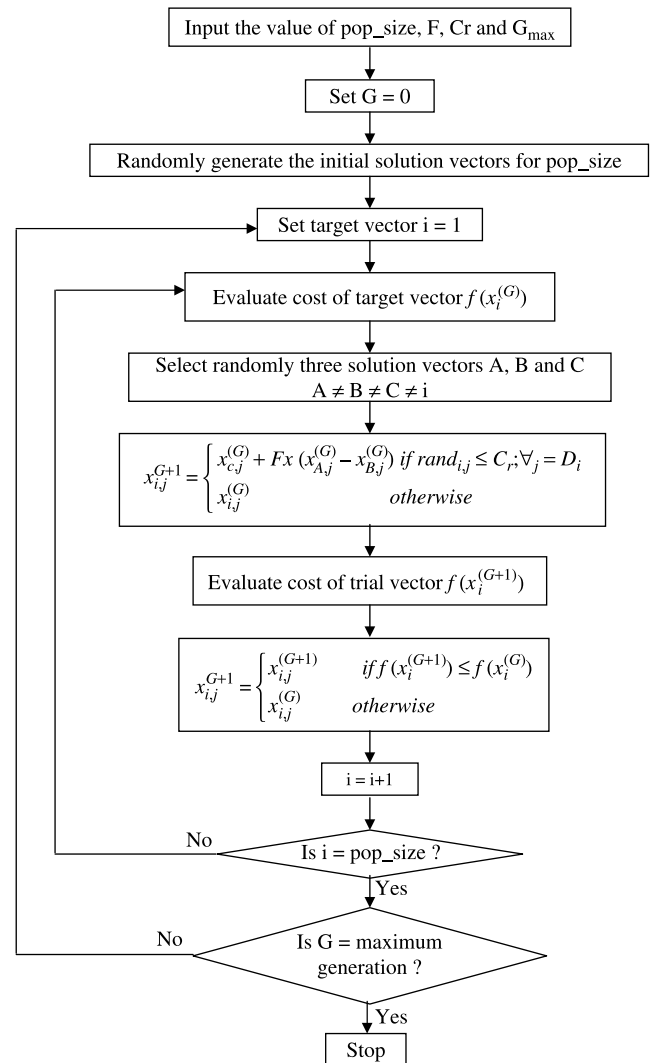 Input the value of pop_size, F, Cr and G_max
Set G = 0
Randomly generate the initial solution vectors for pop_size
Set target vector i = 1
Evaluate cost of target vector f (x_i^(G))
Select randomly three solution vectors A, B and C
A ≠ B ≠ C ≠ i
x_{i,j}^{G+1} = { x_{c,j}^{(G)} + Fx (x_{A,j}^{(G)} − x_{B,j}^{(G)}) if rand_{i,j} ≤ C_r; ∀_j = D_i
x_{i,j}^{(G)} otherwise
Evaluate cost of trial vector f (x_i^{(G+1)})
x_{i,j}^{G+1} = { x_{i,j}^{(G+1)} if f (x_i^{(G+1)}) ≤ f (x_i^{(G)})
x_{i,j}^{(G)} otherwise
i = i+1
No
Is i = pop_size ?
Yes
No
Is G = maximum
generation ?
Yes
Stop